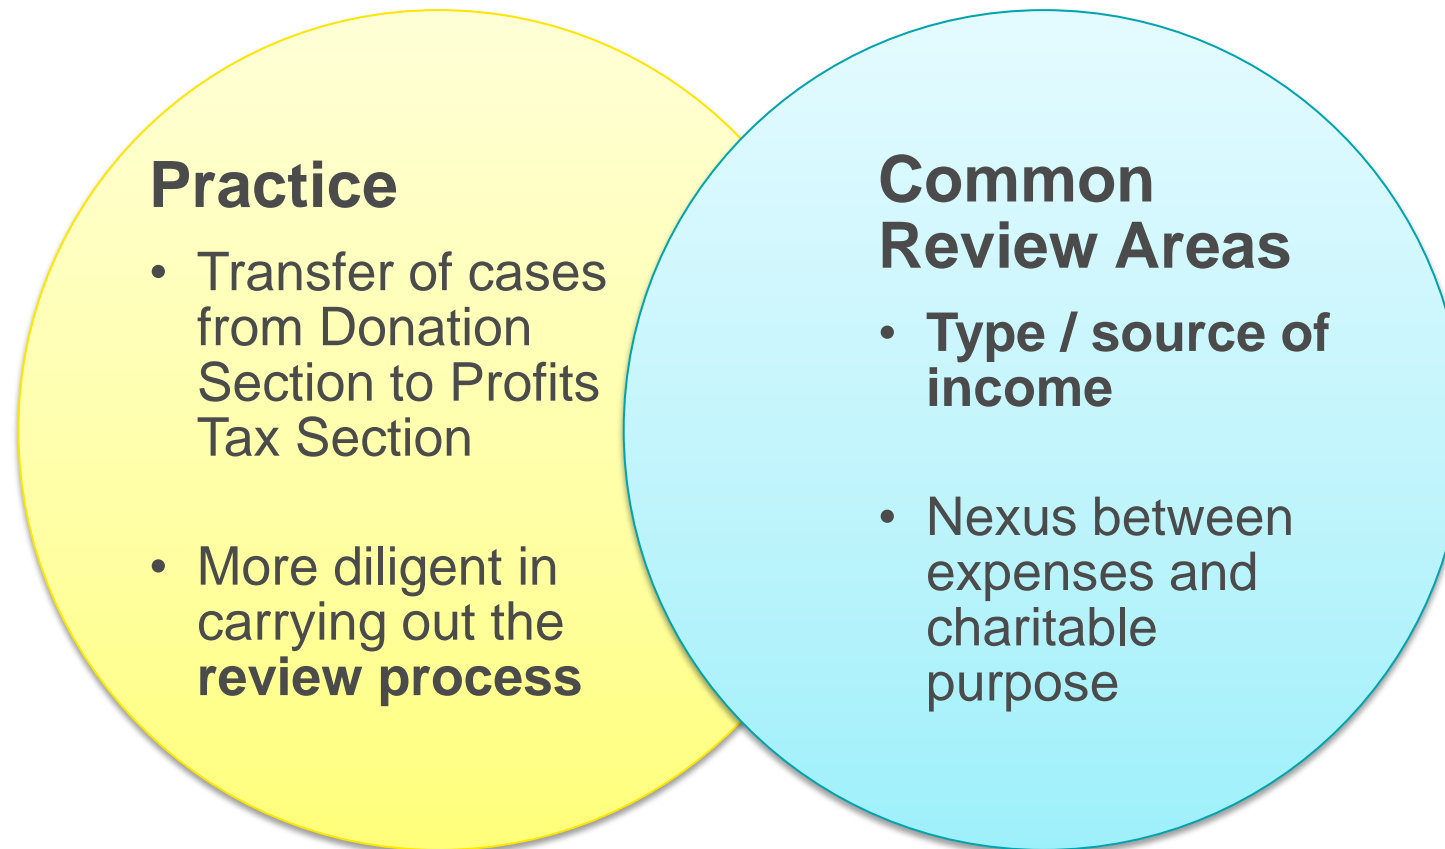 Practice
• Transfer of cases
from Donation
Section to Profits
Tax Section
• More diligent in
carrying out the
review process
Common
Review Areas
• Type / source of
income
• Nexus between
expenses and
charitable
purpose